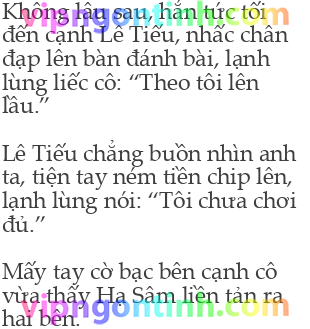 Không lâu sau, hắn tức tối
đến cạnh Lê Tiếu, nhấc chân
đạp lên bàn đánh bài, lạnh
lùng liếc cô: “Theo tôi lên
lầu.”
Lê Tiếu chẳng buồn nhìn anh
ta, tiện tay ném tiền chip lên,
lạnh lùng nói: “Tôi chưa chơi
đủ.”
Mấy tay cờ bạc bên cạnh cô
vừa thấy Hạ Sâm liền tản ra
hai bên.
vipngontinh.com
vipngontinh.com